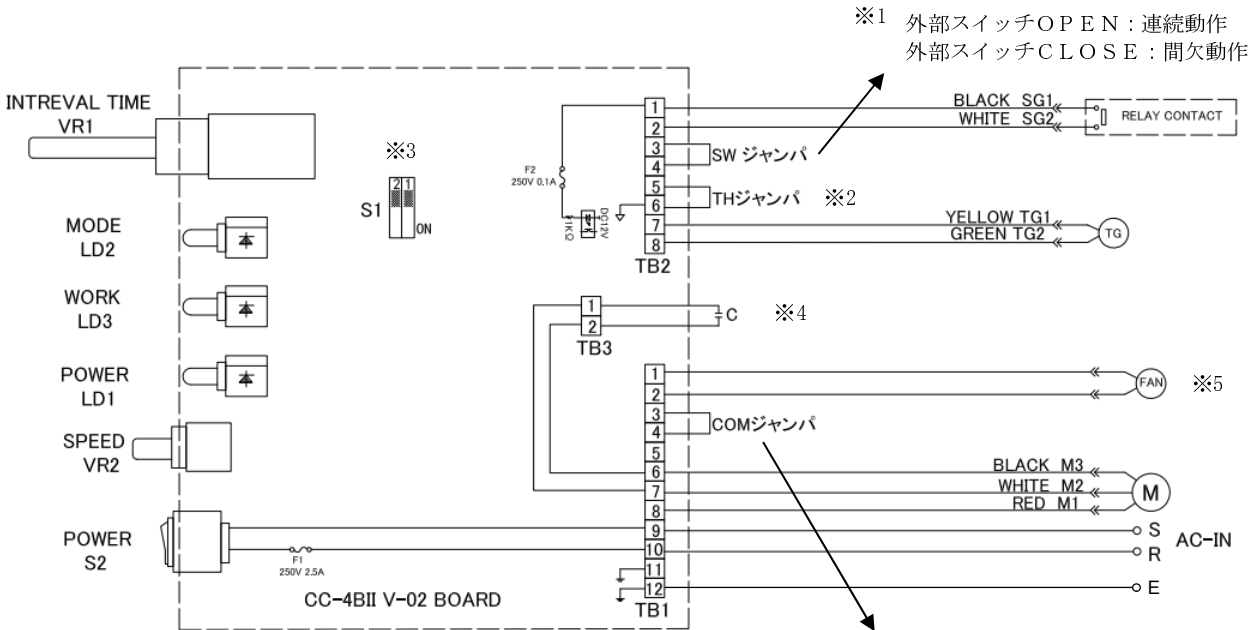 ※1 外部スイッチＯＰＥＮ：連続動作
外部スイッチＣＬＯＳＥ：間欠動作
INTREVAL TIME
VR1
※3
S1
2 1
ON
MODE
LD2
WORK
LD3
POWER
LD1
SPEED
VR2
POWER
S2
F1
250V 2.5A
CC-4BII V-02 BOARD
F2
250V 0.1A
1KΩ
DC12V
1
2
3
4
5
6
7
8
TB2
BLACK SG1
WHITE SG2
RELAY CONTACT
SW ジャンパ
THジャンパ ※2
YELLOW TG1
GREEN TG2
TG
1
2
TB3
C ※4
1
2
3
4
5
6
7
8
9
10
11
12
TB1
FAN ※5
COMジャンパ
BLACK M3
WHITE M2
RED M1
M
S
R
AC-IN
E